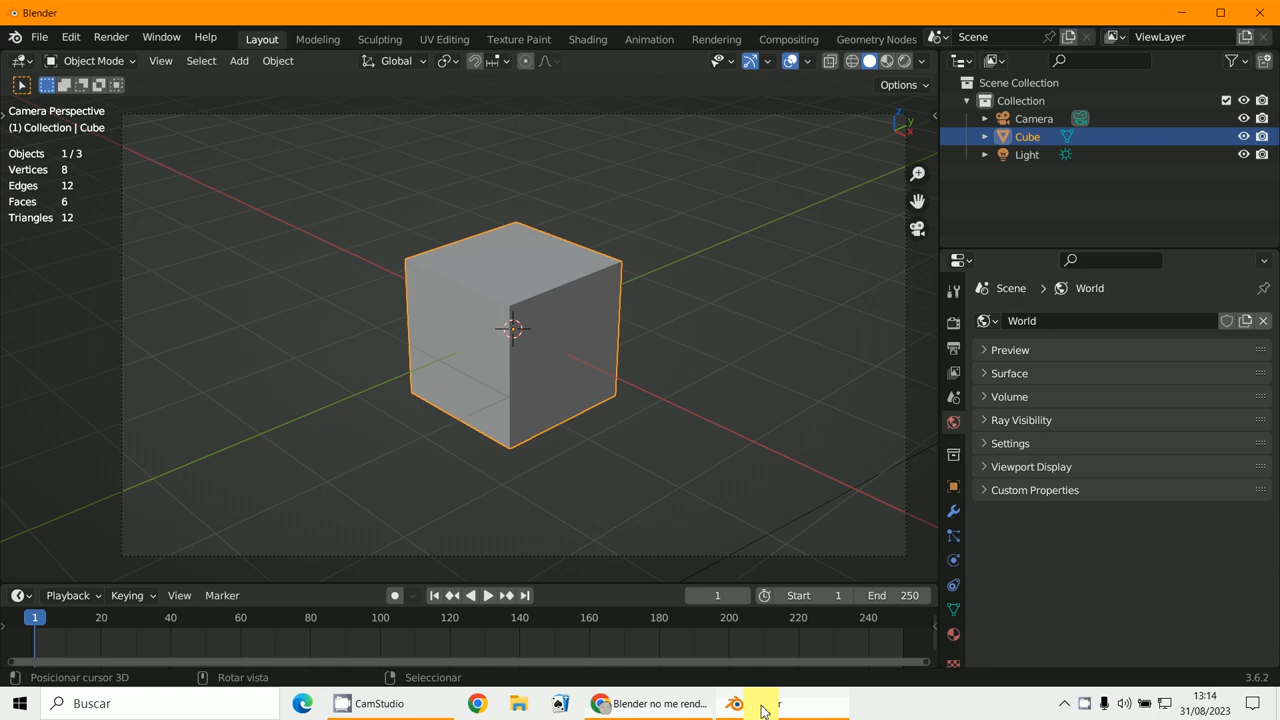 Blender
File Edit Render Window Help Layout Modeling Sculpting UV Editing Texture Paint Shading Animation Rendering Compositing Geometry Nodes Scene ViewLayer
Object Mode View Select Add Object Global
Options
Camera Perspective
(1) Collection | Cube
Objects 1 / 3
Vertices 8
Edges 12
Faces 6
Triangles 12
Z
Y
X
Scene Collection
Collection
Camera
Cube
Light
Scene > World
World
Preview
Surface
Volume
Ray Visibility
Settings
Viewport Display
Custom Properties
Playback Keying View Marker 1 Start 1 End 250
1 20 40 60 80 100 120 140 160 180 200 220 240
Posicionar cursor 3D Rotar vista Seleccionar 3.6.2
Buscar CamStudio Blender no me rend... 13:14
31/08/2023